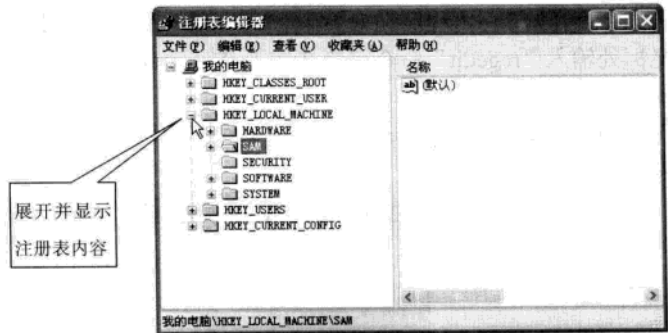 注册表编辑器
文件(F) 编辑(E) 查看(V) 收藏夹(A) 帮助(H)
我的电脑
HKEY_CLASSES_ROOT
HKEY_CURRENT_USER
HKEY_LOCAL_MACHINE
HARDWARE
SAM
SECURITY
SOFTWARE
SYSTEM
HKEY_USERS
HKEY_CURRENT_CONFIG
名称
ab (默认)
展开并显示
注册表内容
我的电脑\HKEY_LOCAL_MACHINE\SAM